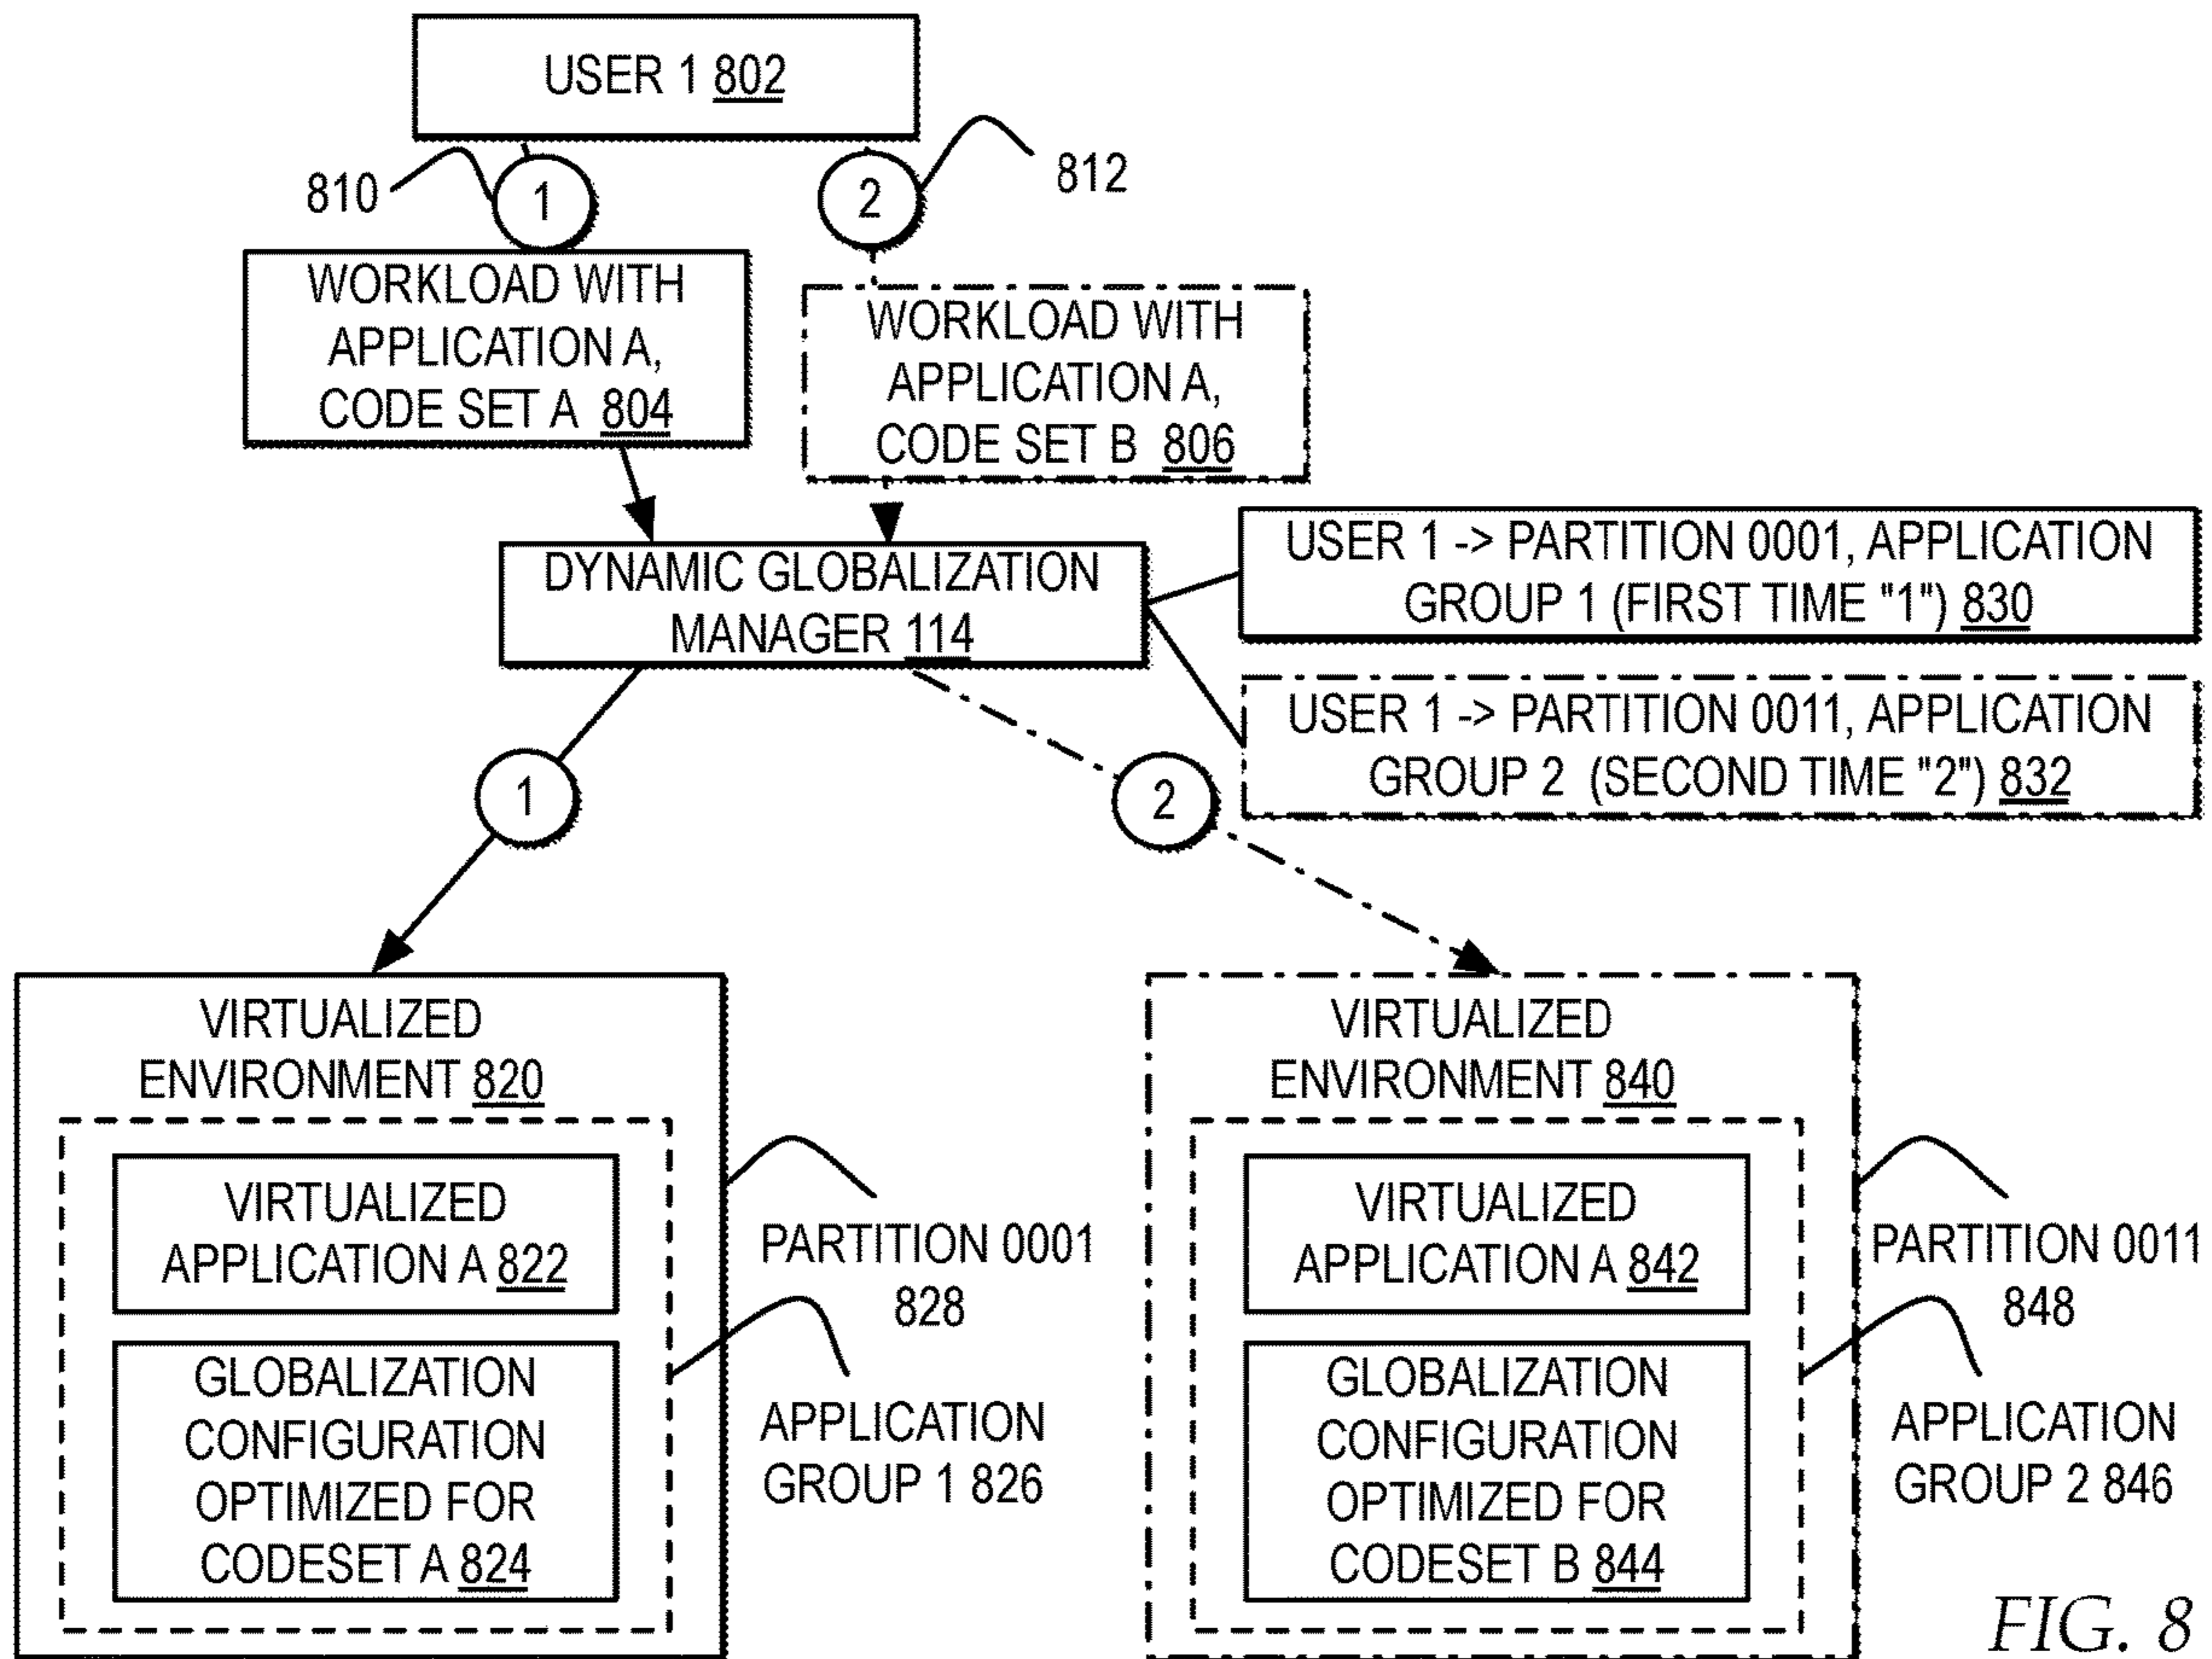 USER 1 802
810
1
2
812
WORKLOAD WITH
APPLICATION A,
CODE SET A 804
WORKLOAD WITH
APPLICATION A,
CODE SET B 806
DYNAMIC GLOBALIZATION
MANAGER 114
USER 1 -> PARTITION 0001, APPLICATION
GROUP 1 (FIRST TIME "1") 830
USER 1 -> PARTITION 0011, APPLICATION
GROUP 2 (SECOND TIME "2") 832
1
2
VIRTUALIZED
ENVIRONMENT 820
VIRTUALIZED
APPLICATION A 822
GLOBALIZATION
CONFIGURATION
OPTIMIZED FOR
CODESET A 824
PARTITION 0001
828
APPLICATION
GROUP 1 826
VIRTUALIZED
ENVIRONMENT 840
VIRTUALIZED
APPLICATION A 842
GLOBALIZATION
CONFIGURATION
OPTIMIZED FOR
CODESET B 844
PARTITION 0011
848
APPLICATION
GROUP 2 846
FIG. 8